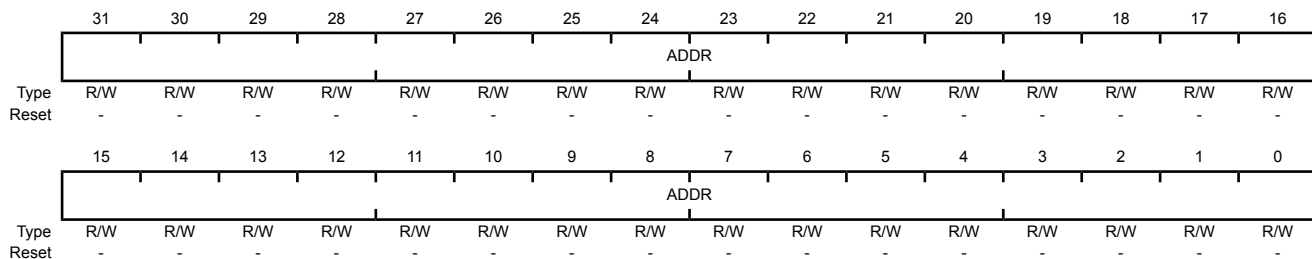 31 30 29 28 27 26 25 24 23 22 21 20 19 18 17 16
ADDR
Type R/W R/W R/W R/W R/W R/W R/W R/W R/W R/W R/W R/W R/W R/W R/W R/W
Reset - - - - - - - - - - - - - - - -
15 14 13 12 11 10 9 8 7 6 5 4 3 2 1 0
ADDR
Type R/W R/W R/W R/W R/W R/W R/W R/W R/W R/W R/W R/W R/W R/W R/W R/W
Reset - - - - - - - - - - - - - - - -